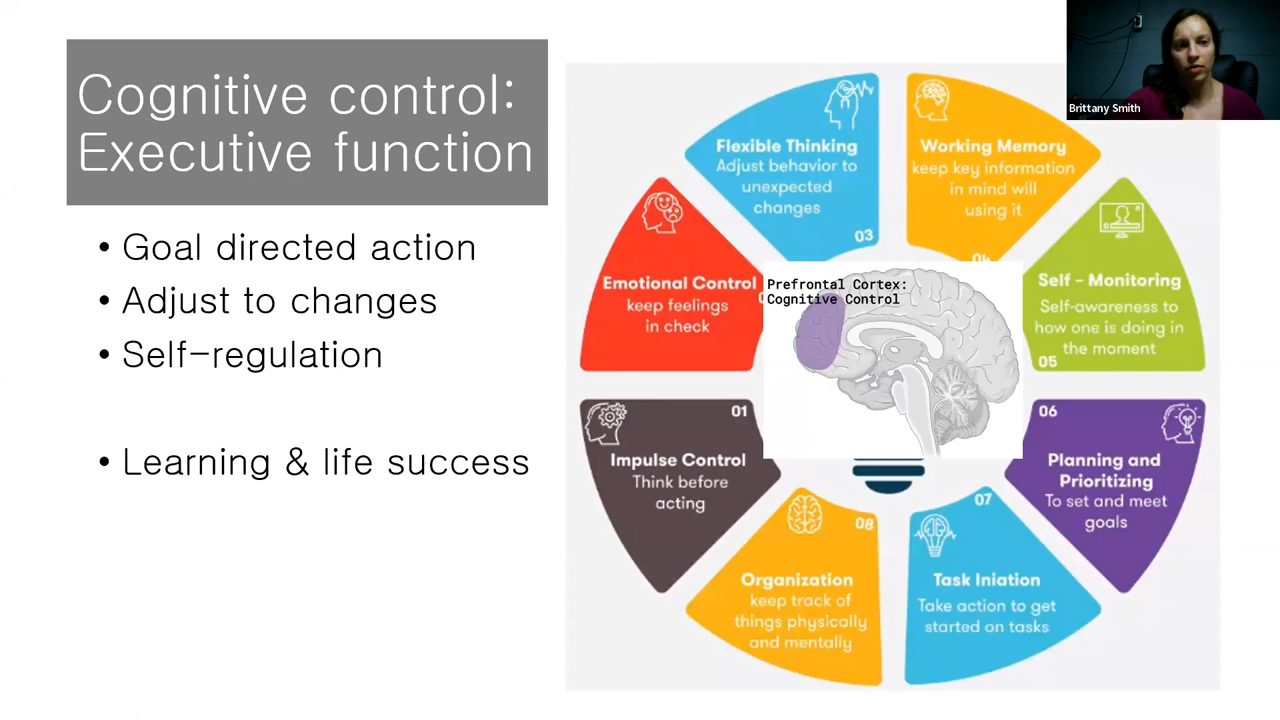 Cognitive control:
Executive function
• Goal directed action
• Adjust to changes
• Self-regulation
• Learning & life success
Flexible Thinking
Adjust behavior to
unexpected
changes
03
Working Memory
keep key information
in mind will
using it
04
Emotional Control
keep feelings
in check
Prefrontal Cortex:
Cognitive Control
Self - Monitoring
Self-awareness to
how one is doing in
the moment
05
01
Impulse Control
Think before
acting
06
Planning and
Prioritizing
To set and meet
goals
08
Organization
keep track of
things physically
and mentally
07
Task Iniation
Take action to get
started on tasks
Brittany Smith